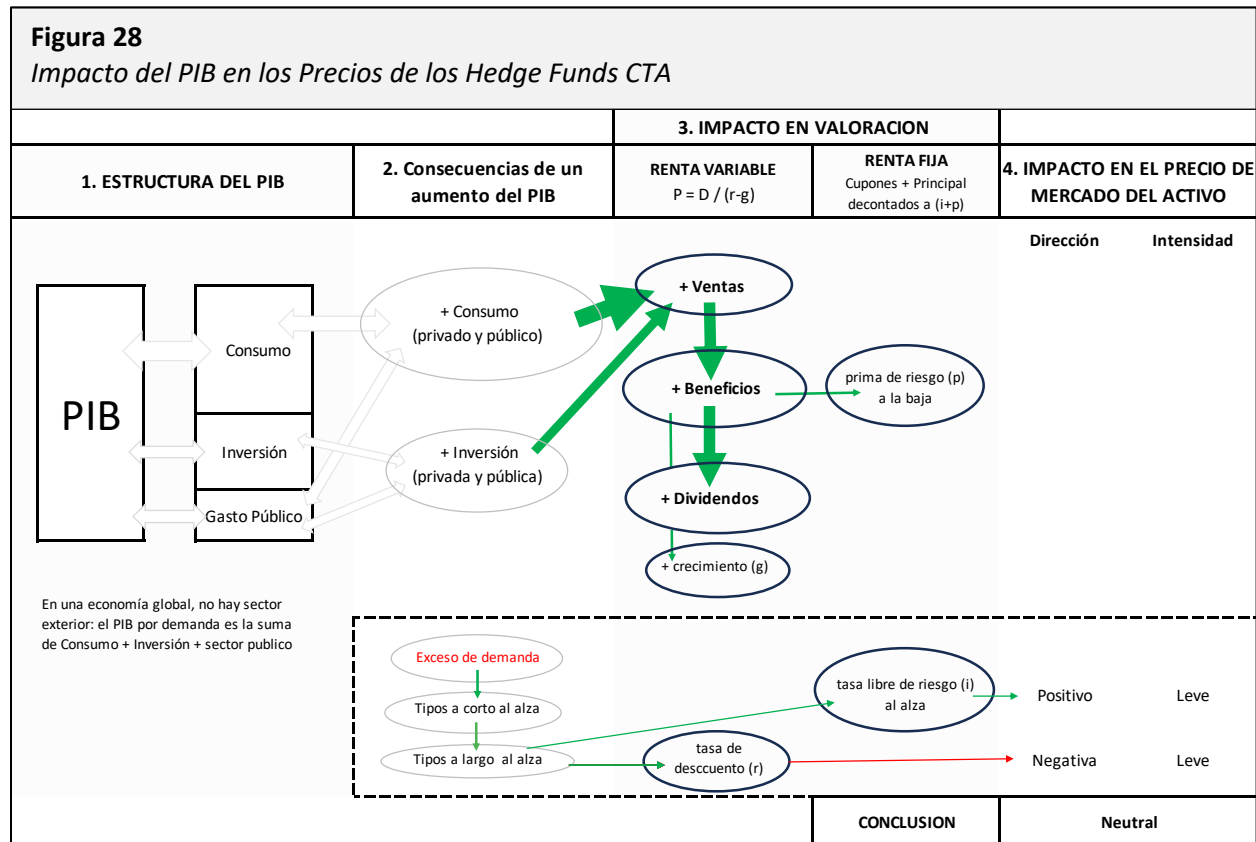 Figura 28
Impacto del PIB en los Precios de los Hedge Funds CTA
3. IMPACTO EN VALORACION
1. ESTRUCTURA DEL PIB
2. Consecuencias de un
aumento del PIB
RENTA VARIABLE
P = D / (r-g)
RENTA FIJA
Cupones + Principal
decontados a (i+p)
4. IMPACTO EN EL PRECIO DE
MERCADO DEL ACTIVO
Dirección Intensidad
PIB
Consumo
Inversión
Gasto Público
+ Consumo
(privado y público)
+ Inversión
(privada y pública)
+ Ventas
+ Beneficios
+ Dividendos
+ crecimiento (g)
prima de riesgo (p)
a la baja
En una economía global, no hay sector
exterior: el PIB por demanda es la suma
de Consumo + Inversión + sector publico
Exceso de demanda
Tipos a corto al alza
Tipos a largo al alza
tasa de
desccuento (r)
tasa libre de riesgo (i)
al alza
Positivo Leve
Negativa Leve
CONCLUSION Neutral